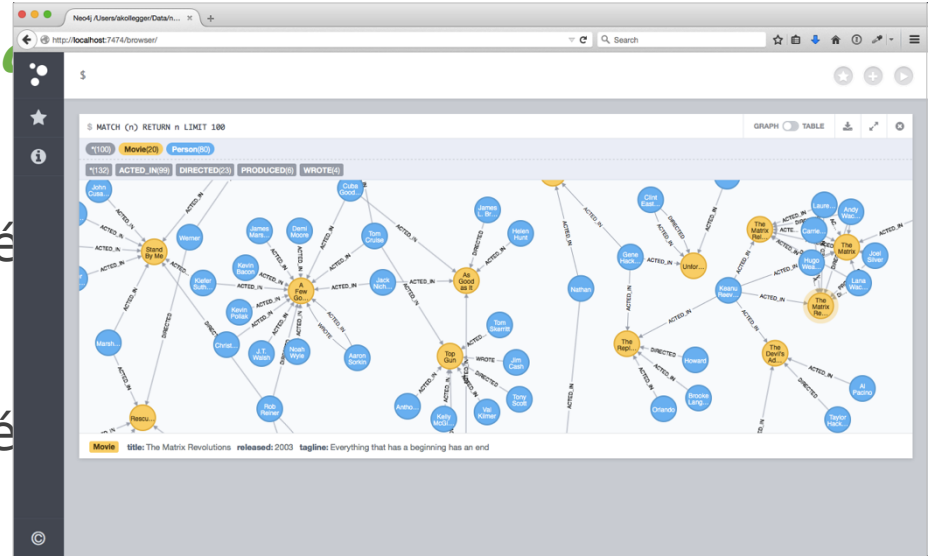 Neo4j /Users/akollegger/Data/n...
http://localhost:7474/browser/
Search
$
$ MATCH (n) RETURN n LIMIT 100
GRAPH TABLE
*(100) Movie(20) Person(80)
*(132) ACTED_IN(99) DIRECTED(23) PRODUCED(6) WROTE(4)
John Cusa...
Cuba Good...
Clint East...
Laure...
Andy Wac...
James L. Br...
Helen Hunt
James Mars...
Demi Moore
Tom Cruise
Werner
Stand By Me
The Matrix Rel...
Carrie...
The Matrix
Joel Silver
Gene Hack...
Unfor...
Hugo Wea...
Kevin Bacon
Kiefer Suth...
A Few Go...
Jack Nich...
As Good as It
Nathan
Keanu Reev...
Lana Wac...
The Matrix Re...
Kevin Pollak
Tom Skerritt
Marsh...
Christ...
J.T. Walsh
Noah Wyle
Aaron Sorkin
Top Gun
Jim Cash
The Repl...
Howard
The Devil's Ad...
Al Pacino
Rob Reiner
Antho...
Kelly McGi...
Val Kilmer
Tony Scott
Orlando
Brooke Lang...
Taylor Hack...
Rescu...
ACTED_IN
DIRECTED
WROTE
Movie title: The Matrix Revolutions released: 2003 tagline: Everything that has a beginning has an end
é
é
©